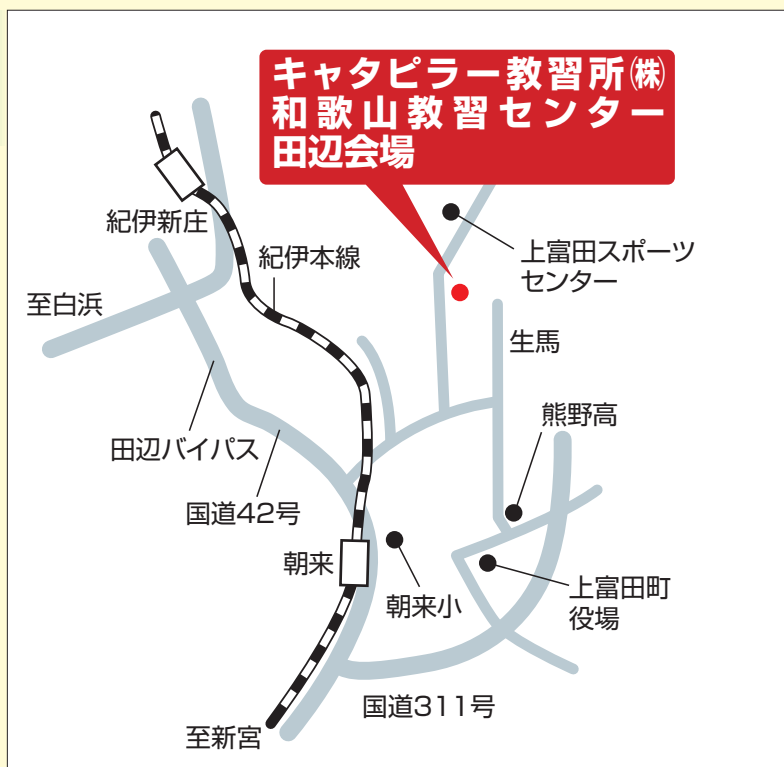 キャタピラー教習所㈱
和歌山教習センター
田辺会場
紀伊新庄
紀伊本線
上富田スポーツ
センター
至白浜
生馬
熊野高
田辺バイパス
国道42号
朝来
朝来小
上富田町
役場
国道311号
至新宮